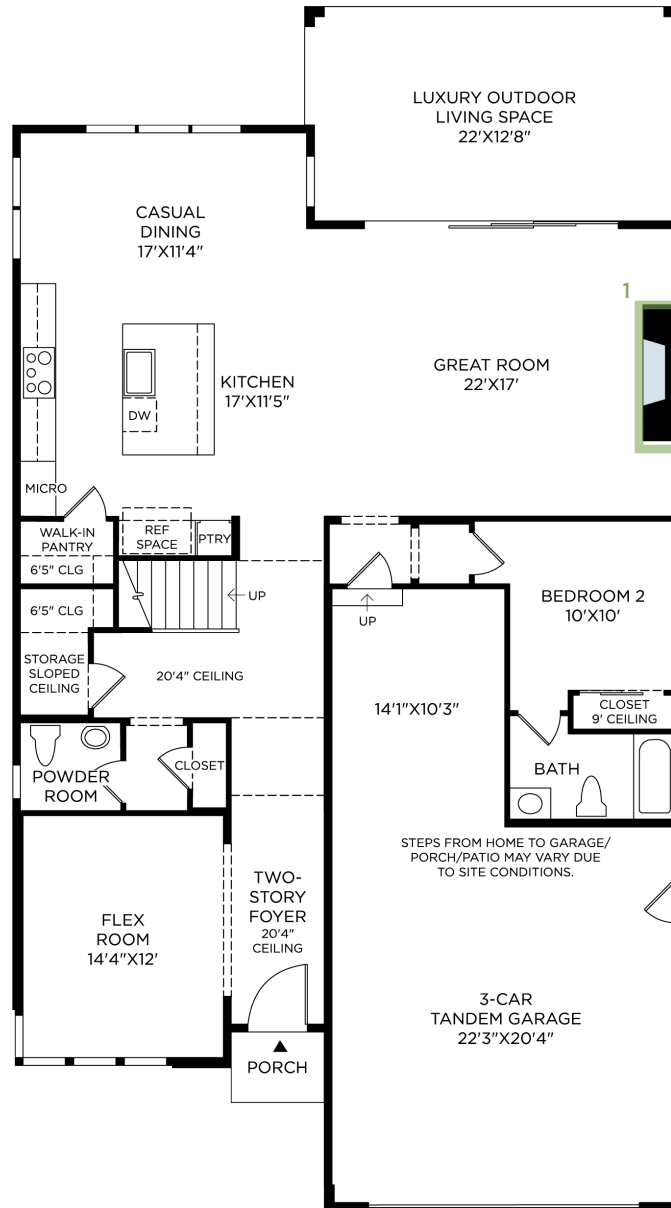 LUXURY OUTDOOR
LIVING SPACE
22'X12'8"
CASUAL
DINING
17'X11'4"
1
GREAT ROOM
22'X17'
KITCHEN
17'X11'5"
DW
MICRO
WALK-IN
PANTRY
6'5" CLG
REF
SPACE
PTRY
6'5" CLG
UP
UP
BEDROOM 2
10'X10'
STORAGE
SLOPED
CEILING
20'4" CEILING
14'1"X10'3"
CLOSET
9' CEILING
POWDER
ROOM
CLOSET
BATH
STEPS FROM HOME TO GARAGE/
PORCH/PATIO MAY VARY DUE
TO SITE CONDITIONS.
TWO-
STORY
FOYER
20'4"
CEILING
FLEX
ROOM
14'4"X12'
3-CAR
TANDEM GARAGE
22'3"X20'4"
PORCH